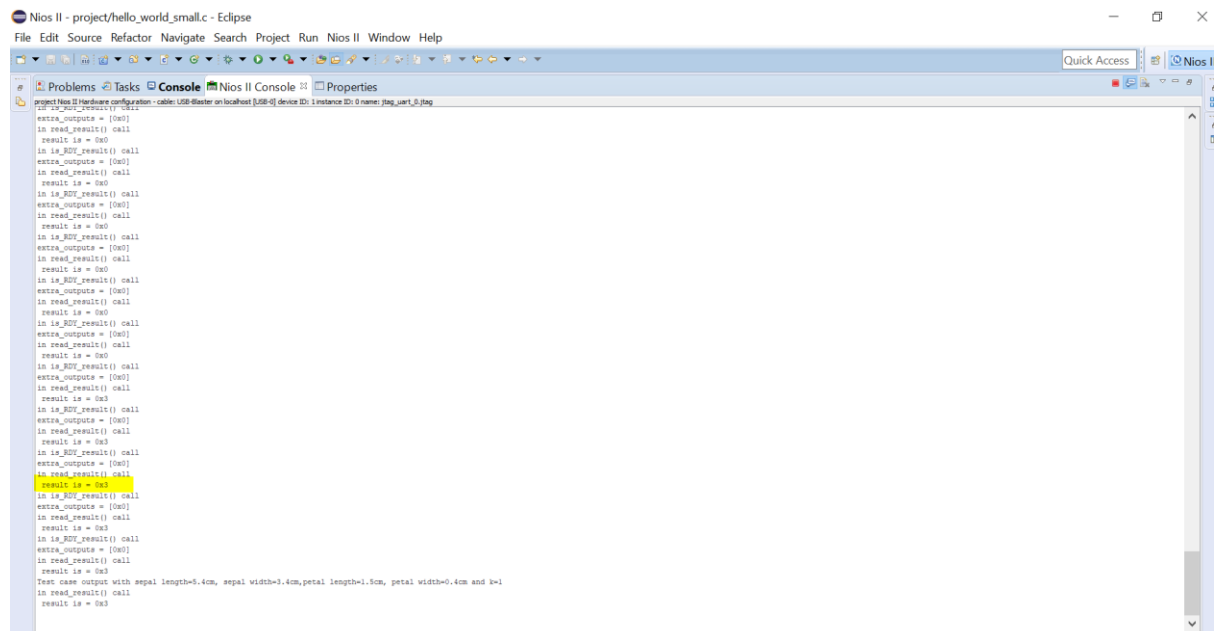 Nios II - project/hello_world_small.c - Eclipse
File Edit Source Refactor Navigate Search Project Run Nios II Window Help
Quick Access
Nios II
Problems Tasks Console Nios II Console Properties
project Nios II Hardware configuration - cable: USB-Blaster on localhost [USB-0] device ID: 1 instance ID: 0 name: jtag_uart_0.jtag
in is_RDY_result() call
extra_outputs = [0x0]
in read_result() call
result is = 0x0
in is_RDY_result() call
extra_outputs = [0x0]
in read_result() call
result is = 0x0
in is_RDY_result() call
extra_outputs = [0x0]
in read_result() call
result is = 0x0
in is_RDY_result() call
extra_outputs = [0x0]
in read_result() call
result is = 0x0
in is_RDY_result() call
extra_outputs = [0x0]
in read_result() call
result is = 0x0
in is_RDY_result() call
extra_outputs = [0x0]
in read_result() call
result is = 0x0
in is_RDY_result() call
extra_outputs = [0x0]
in read_result() call
result is = 0x3
in is_RDY_result() call
extra_outputs = [0x0]
in read_result() call
result is = 0x3
in is_RDY_result() call
extra_outputs = [0x0]
in read_result() call
result is = 0x3
in is_RDY_result() call
extra_outputs = [0x0]
in read_result() call
result is = 0x3
in is_RDY_result() call
extra_outputs = [0x0]
in read_result() call
result is = 0x3
Test case output with sepal length=5.4cm, sepal width=3.4cm,petal length=1.5cm, petal width=0.4cm and k=1
in read_result() call
result is = 0x3